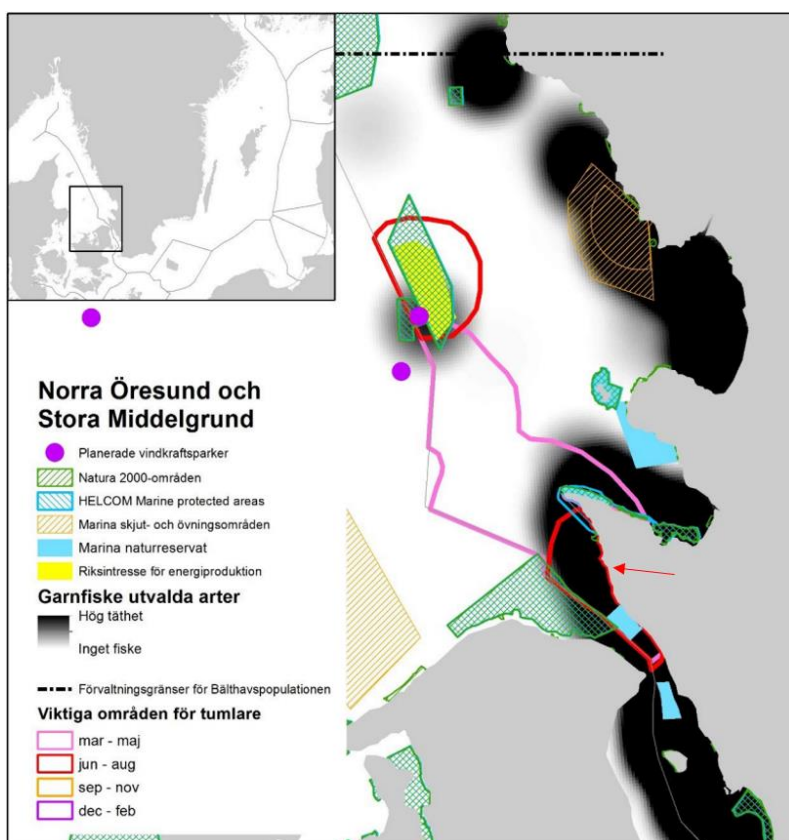 Norra Öresund och
Stora Middelgrund
Planerade vindkraftsparker
Natura 2000-områden
HELCOM Marine protected areas
Marina skjut- och övningsområden
Marina naturreservat
Riksintresse för energiproduktion
Garnfiske utvalda arter
Hög täthet
Inget fiske
Förvaltningsgränser för Bälthavspopulationen
Viktiga områden för tumlare
mar - maj
jun - aug
sep - nov
dec - feb